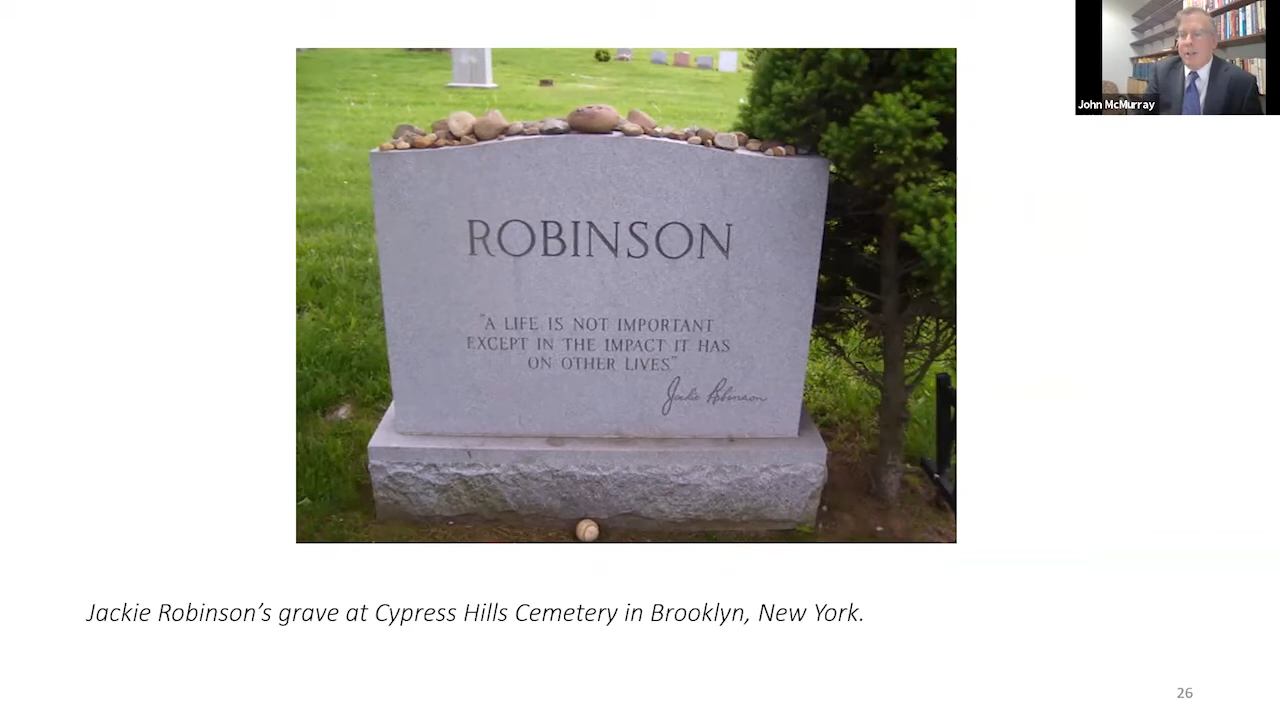 John McMurray
ROBINSON
"A LIFE IS NOT IMPORTANT
EXCEPT IN THE IMPACT IT HAS
ON OTHER LIVES"
Jackie Robinson
Jackie Robinson’s grave at Cypress Hills Cemetery in Brooklyn, New York.
26